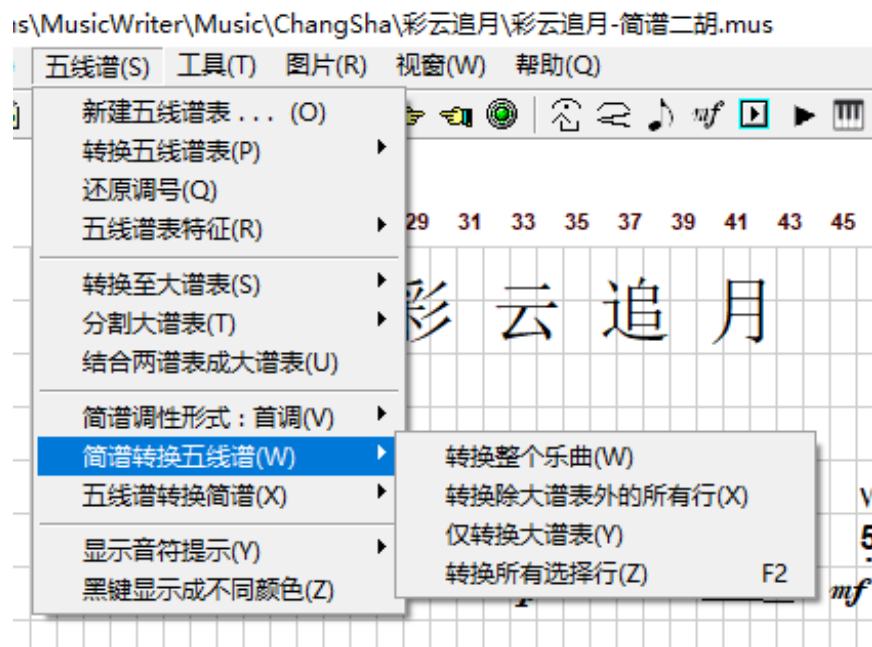 ns\MusicWriter\Music\ChangSha\彩云追月\彩云追月-简谱二胡.mus
五线谱(S) 工具(T) 图片(R) 视窗(W) 帮助(Q)
新建五线谱表 . . . (O)
转换五线谱表(P)
还原调号(Q)
五线谱表特征(R)
转换至大谱表(S)
分割大谱表(T)
结合两谱表成大谱表(U)
简谱调性形式：首调(V)
简谱转换五线谱(W)
五线谱转换简谱(X)
显示音符提示(Y)
黑键显示成不同颜色(Z)
转换整个乐曲(W)
转换除大谱表外的所有行(X)
仅转换大谱表(Y)
转换所有选择行(Z) F2
mf
29 31 33 35 37 39 41 43 45
彩云追月
5
mf